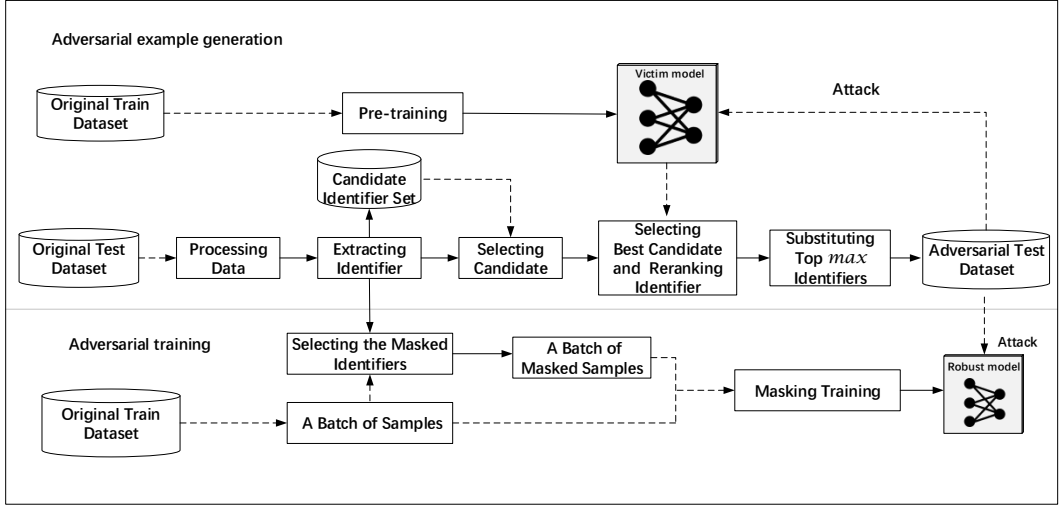 Adversarial example generation
Original Train
Dataset
Pre-training
Victim model
Attack
Candidate
Identifier Set
Original Test
Dataset
Processing
Data
Extracting
Identifier
Selecting
Candidate
Selecting
Best Candidate
and Reranking
Identifier
Substituting
Top max
Identifiers
Adversarial Test
Dataset
Adversarial training
Selecting the Masked
Identifiers
A Batch of
Masked Samples
Attack
Robust model
Masking Training
Original Train
Dataset
A Batch of Samples